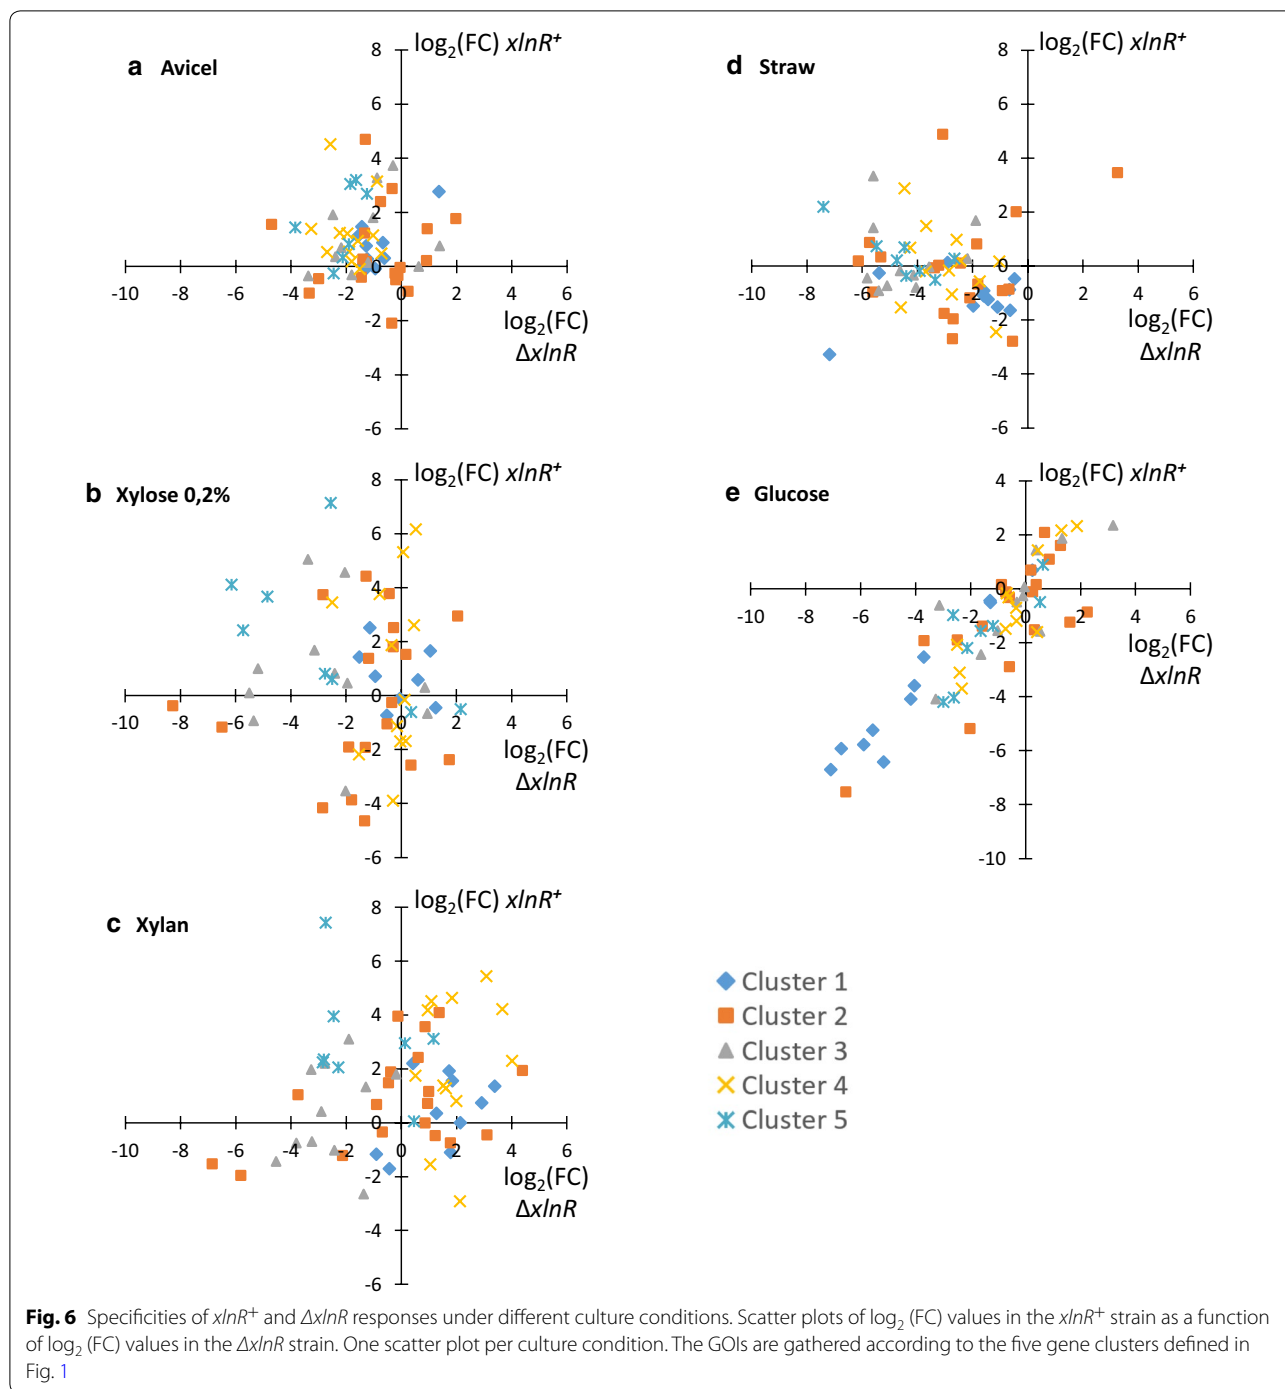 a Avicel
log₂(FC) xlnR⁺
8
6
4
2
0
-2
-4
-6
-10 -8 -6 -4 -2 0 2 4 6
log₂(FC)
ΔxlnR
b Xylose 0,2%
log₂(FC) xlnR⁺
8
6
4
2
0
-2
-4
-6
-10 -8 -6 -4 -2 0 2 4 6
log₂(FC)
ΔxlnR
c Xylan
log₂(FC) xlnR⁺
8
6
4
2
0
-2
-4
-6
-10 -8 -6 -4 -2 0 2 4 6
log₂(FC)
ΔxlnR
d Straw
log₂(FC) xlnR⁺
8
6
4
2
0
-2
-4
-6
-10 -8 -6 -4 -2 0 2 4 6
log₂(FC)
ΔxlnR
e Glucose
log₂(FC) xlnR⁺
4
2
0
-2
-4
-6
-8
-10
-10 -8 -6 -4 -2 0 2 4 6
log₂(FC)
ΔxlnR
Cluster 1
Cluster 2
Cluster 3
Cluster 4
Cluster 5
Fig. 6 Specificities of xlnR⁺ and ΔxlnR responses under different culture conditions. Scatter plots of log₂ (FC) values in the xlnR⁺ strain as a function
of log₂ (FC) values in the ΔxlnR strain. One scatter plot per culture condition. The GOIs are gathered according to the five gene clusters defined in
Fig. 1